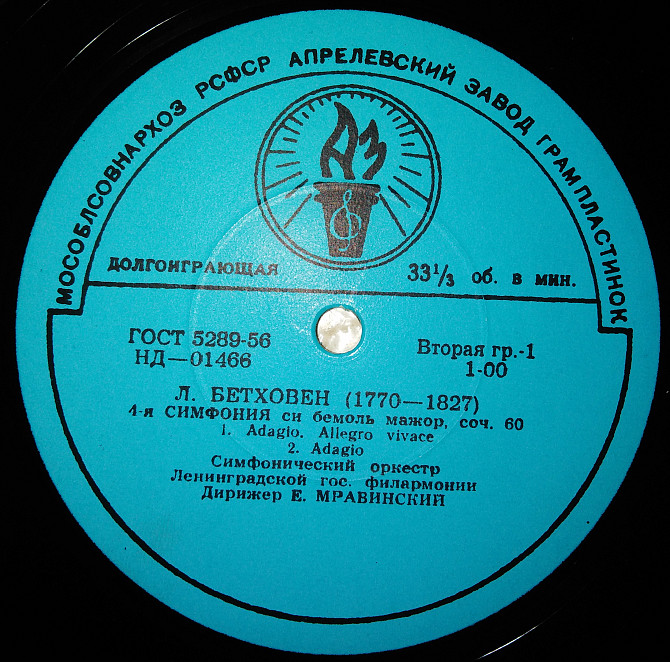 МОСОБЛСОВНАРХОЗ РСФСР АПРЕЛЕВСКИЙ ЗАВОД ГРАМПЛАСТИНОК
АЗ
ДОЛГОИГРАЮЩАЯ 33⅓ об. в мин.
ГОСТ 5289-56 Вторая гр.-1
НД—01466 1-00
Л. БЕТХОВЕН (1770—1827)
4-я СИМФОНИЯ си бемоль мажор, соч. 60
1. Adagio. Allegro vivace
2. Adagio
Симфонический оркестр
Ленинградской гос. филармонии
Дирижер Е. МРАВИНСКИЙ